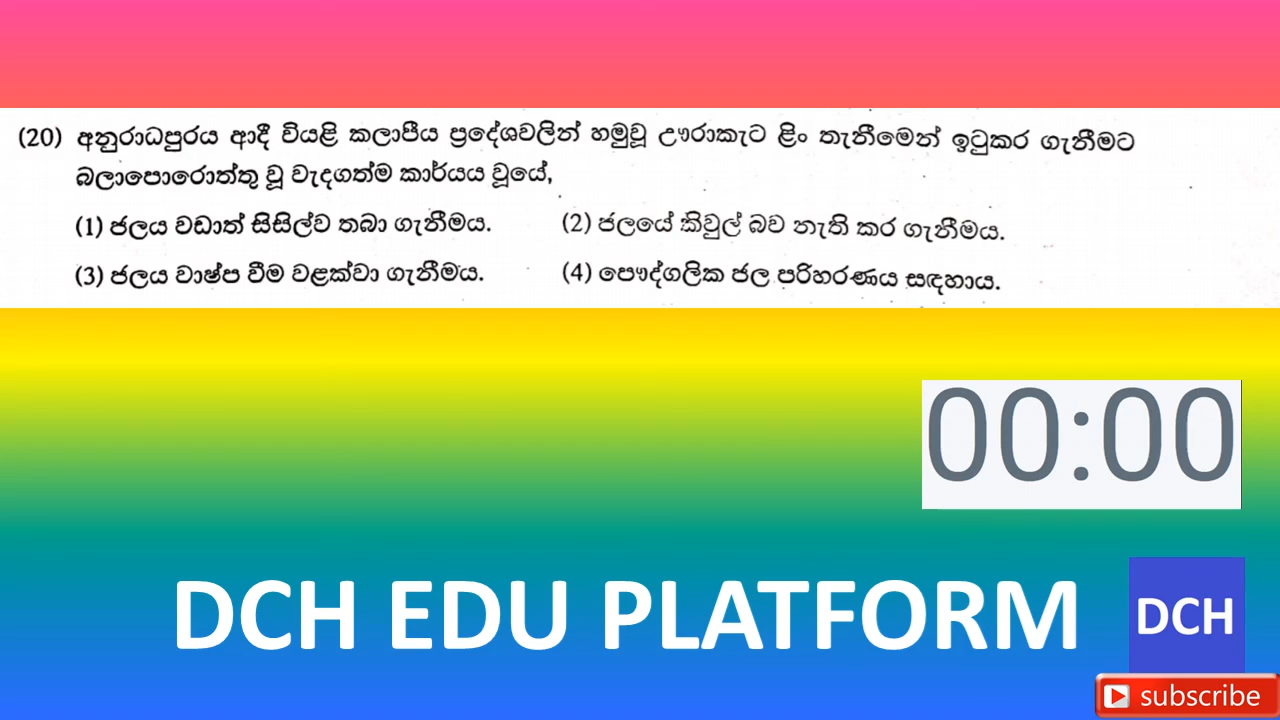 (20) අනුරාධපුරය ආදී වියළි කලාපීය ප්‍රදේශවලින් හමුවූ ඌරාකැට ළිං තැනීමෙන් ඉටුකර ගැනීමට
බලාපොරොත්තු වූ වැදගත්ම කාර්යය වූයේ,
(1) ජලය වඩාත් සිසිල්ව තබා ගැනීමය. (2) ජලයේ කිවුල් බව නැති කර ගැනීමය.
(3) ජලය වාෂ්ප වීම වළක්වා ගැනීමය. (4) පෞද්ගලික ජල පරිහරණය සඳහාය.
00:00
DCH EDU PLATFORM
DCH
subscribe